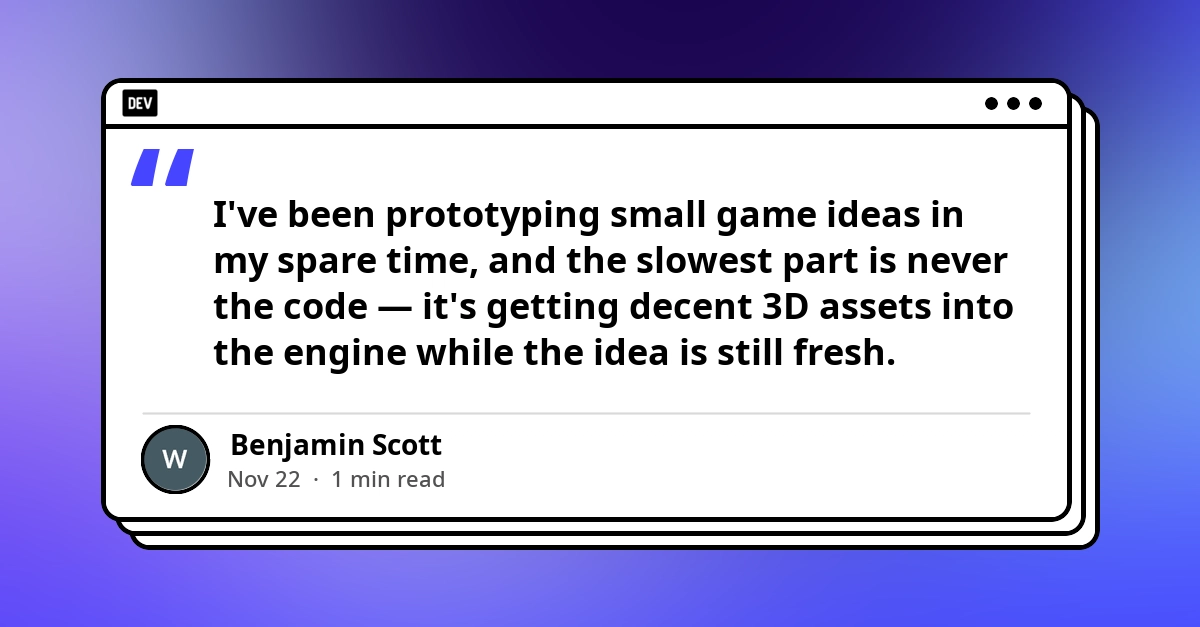 DEV
I've been prototyping small game ideas in
my spare time, and the slowest part is never
the code — it's getting decent 3D assets into
the engine while the idea is still fresh.
W
Benjamin Scott
Nov 22 · 1 min read